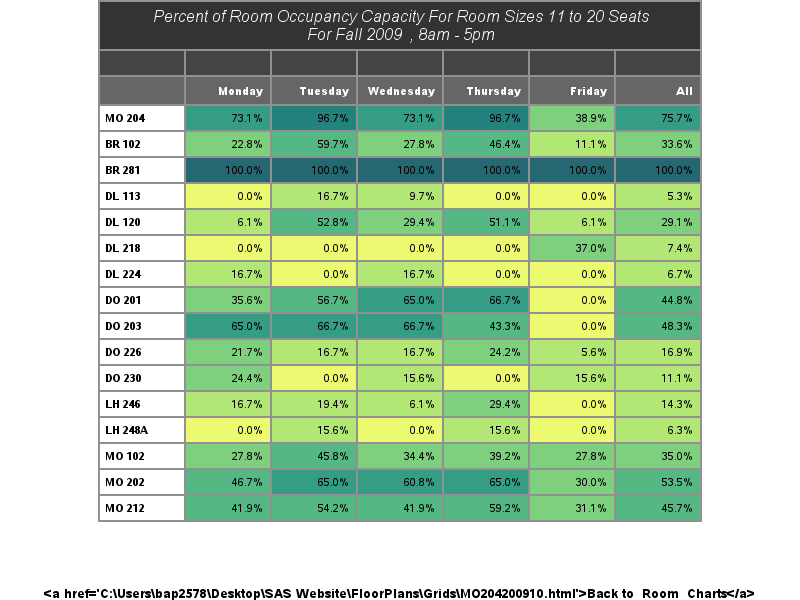 Percent of Room Occupancy Capacity For Room Sizes 11 to 20 Seats
For Fall 2009 , 8am - 5pm
Monday Tuesday Wednesday Thursday Friday All
MO 204 73.1% 96.7% 73.1% 96.7% 38.9% 75.7%
BR 102 22.8% 59.7% 27.8% 46.4% 11.1% 33.6%
BR 281 100.0% 100.0% 100.0% 100.0% 100.0% 100.0%
DL 113 0.0% 16.7% 9.7% 0.0% 0.0% 5.3%
DL 120 6.1% 52.8% 29.4% 51.1% 6.1% 29.1%
DL 218 0.0% 0.0% 0.0% 0.0% 37.0% 7.4%
DL 224 16.7% 0.0% 16.7% 0.0% 0.0% 6.7%
DO 201 35.6% 56.7% 65.0% 66.7% 0.0% 44.8%
DO 203 65.0% 66.7% 66.7% 43.3% 0.0% 48.3%
DO 226 21.7% 16.7% 16.7% 24.2% 5.6% 16.9%
DO 230 24.4% 0.0% 15.6% 0.0% 15.6% 11.1%
LH 246 16.7% 19.4% 6.1% 29.4% 0.0% 14.3%
LH 248A 0.0% 15.6% 0.0% 15.6% 0.0% 6.3%
MO 102 27.8% 45.8% 34.4% 39.2% 27.8% 35.0%
MO 202 46.7% 65.0% 60.8% 65.0% 30.0% 53.5%
MO 212 41.9% 54.2% 41.9% 59.2% 31.1% 45.7%
<a href='C:\Users\bap2578\Desktop\SAS Website\FloorPlans\Grids\MO204200910.html'>Back to Room Charts</a>